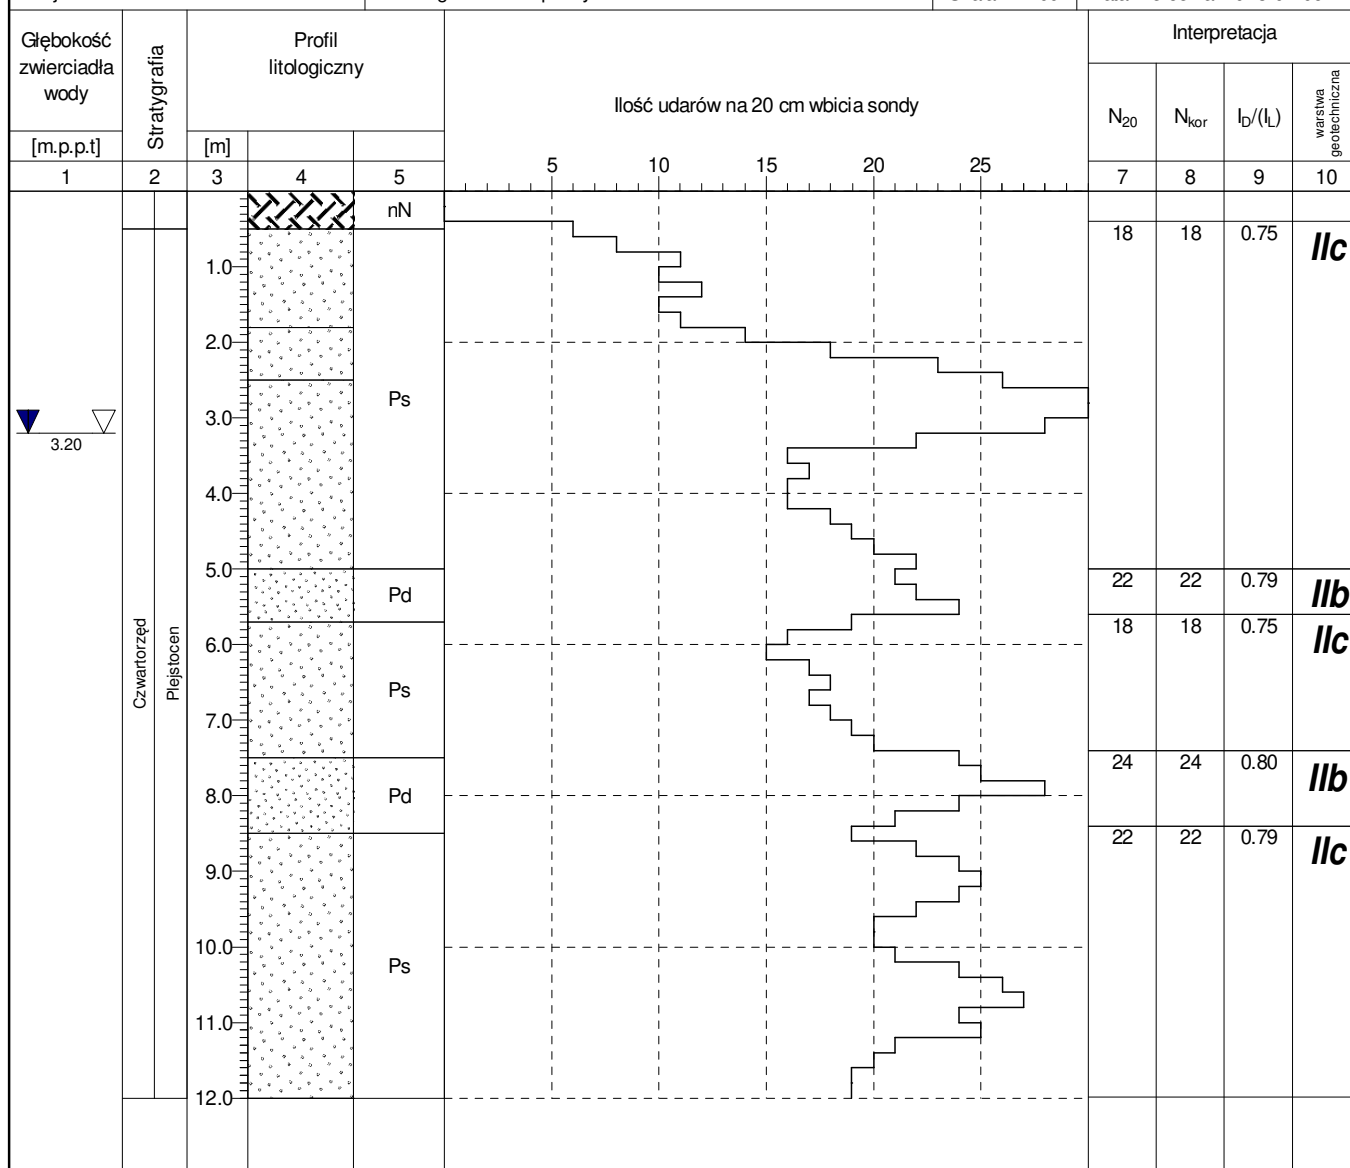 Głębokość zwierciadła wody
Stratygrafia
Profil litologiczny
Ilość udarów na 20 cm wbicia sondy
Interpretacja
N20 Nkor ID/(IL) warstwa geotechniczna
[m.p.p.t] [m]
5 10 15 20 25
1 2 3 4 5 7 8 9 10
nN
18 18 0.75 IIc
1.0
2.0
Ps
3.0
3.20
4.0
5.0
22 22 0.79 IIb
Pd
18 18 0.75 IIc
6.0
Czwartorzęd
Plejstocen
Ps
7.0
24 24 0.80 IIb
8.0
Pd
22 22 0.79 IIc
9.0
10.0
Ps
11.0
12.0